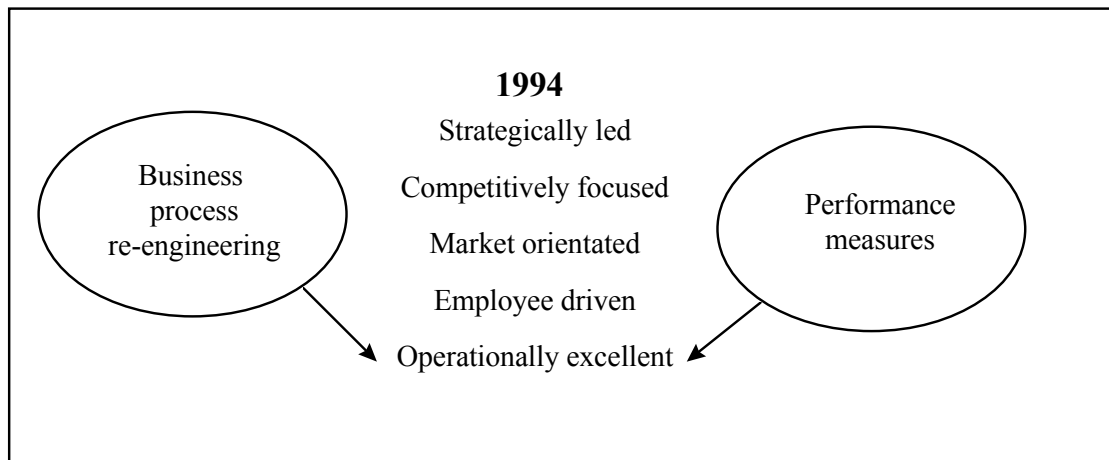 1994
Strategically led
Competitively focused
Market orientated
Employee driven
Operationally excellent
Business
process
re-engineering
Performance
measures